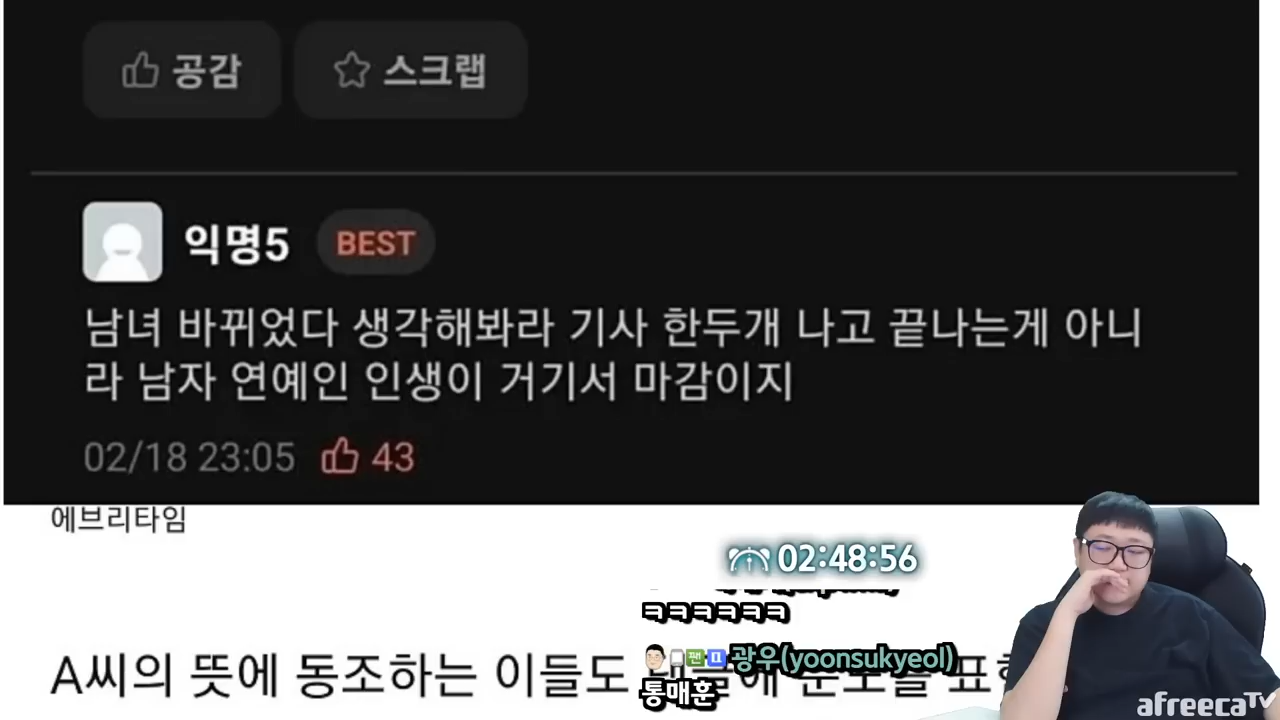 공감
스크랩
익명5
BEST
남녀 바뀌었다 생각해봐라 기사 한두개 나고 끝나는게 아니
라 남자 연예인 인생이 거기서 마감이지
02/18 23:05
43
에브리타임
02:48:56
ㅋㅋㅋㅋㅋㅋ
광우(yoonsukyeol)
통매훈
A씨의 뜻에 동조하는 이들도
afreecaTV